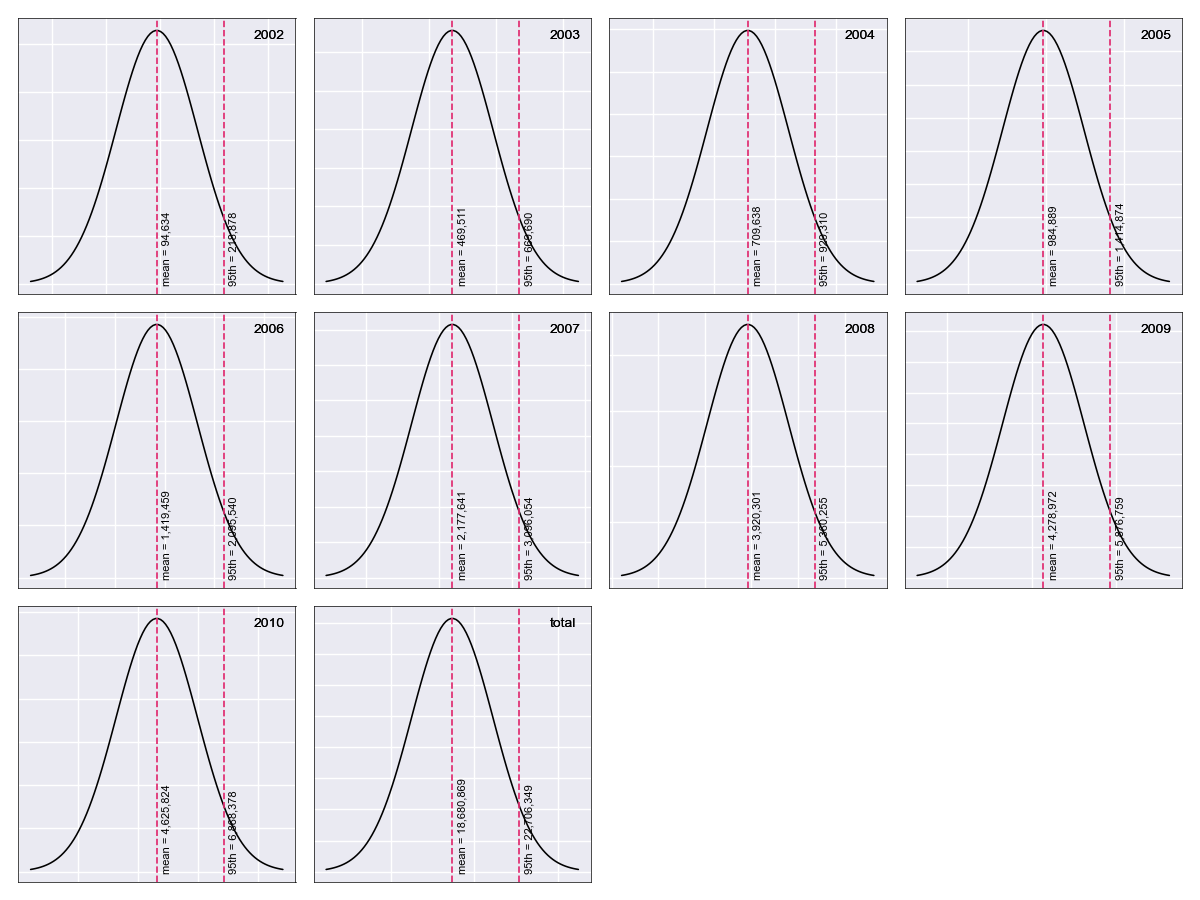 2002
mean = 94,634
95th = 218,878
2003
mean = 469,511
95th = 669,690
2004
mean = 709,638
95th = 929,310
2005
mean = 984,889
95th = 1,414,874
2006
mean = 1,419,459
95th = 2,095,540
2007
mean = 2,177,641
95th = 3,096,054
2008
mean = 3,920,301
95th = 5,360,255
2009
mean = 4,278,972
95th = 5,876,759
2010
mean = 4,625,824
95th = 6,868,378
total
mean = 18,680,869
95th = 22,706,349